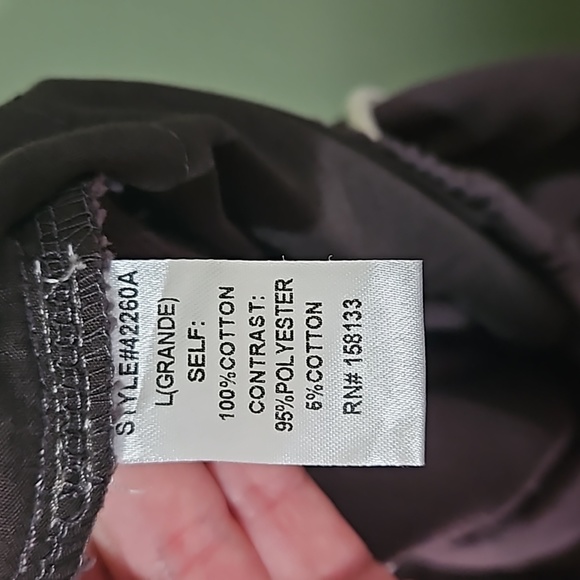 STYLE#42260A
L(GRANDE)
SELF:
100%COTTON
CONTRAST:
95%POLYESTER
5%COTTON
RN# 158133